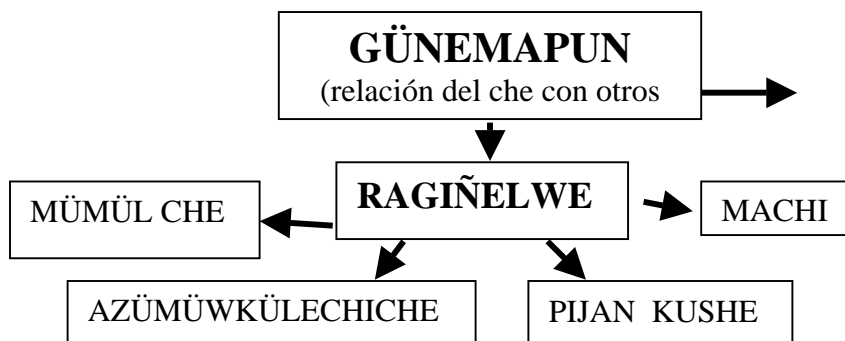 GÜNEMAPUN
(relación del che con otros
RAGIÑELWE
MÜMÜL CHE
MACHI
AZÜMÜWKÜLECHICHE
PIJAN KUSHE